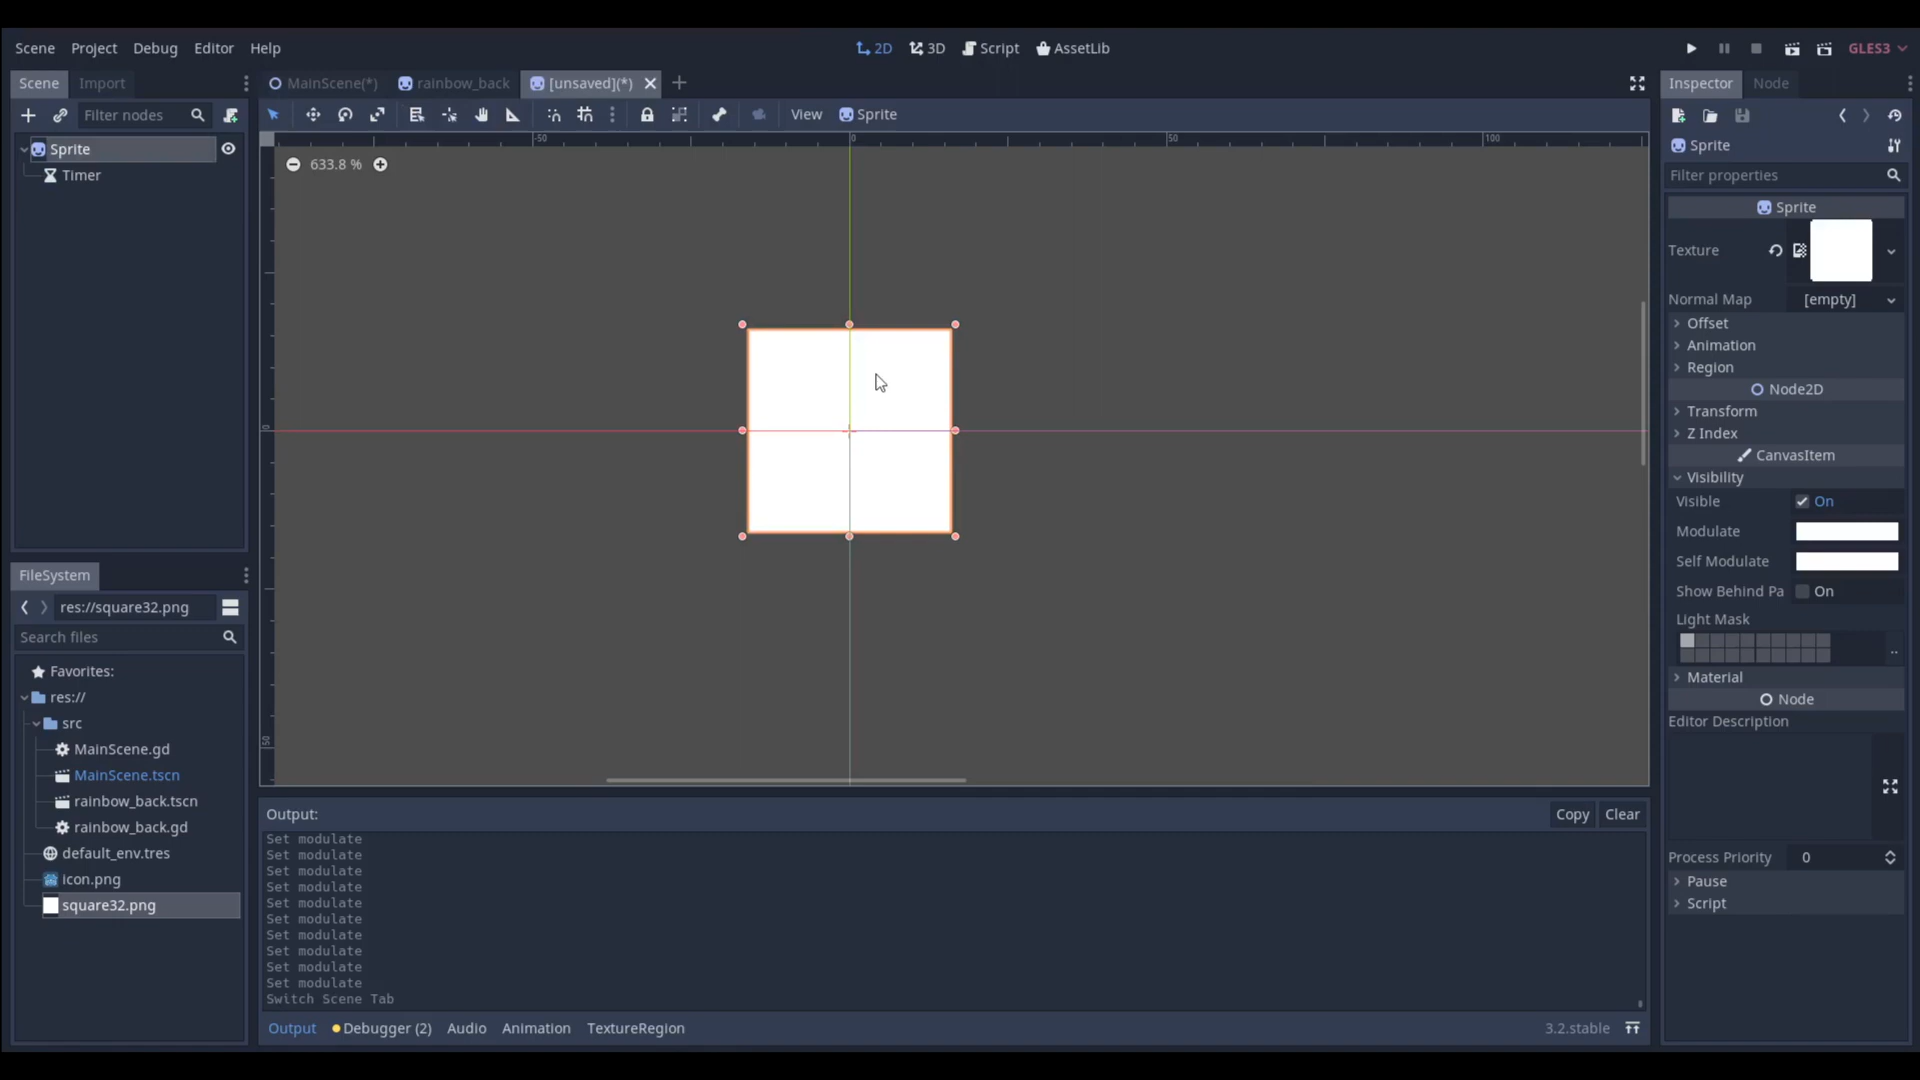 Scene Project Debug Editor Help
2D 3D Script AssetLib
GLES3
Scene Import
MainScene(*) rainbow_back [unsaved](*)
Inspector Node
Filter nodes
View Sprite
Sprite
Timer
-50 0 50 100
633.8 %
0
50
Sprite
Filter properties
Sprite
Texture
Normal Map [empty]
Offset
Animation
Region
Node2D
Transform
Z Index
CanvasItem
Visibility
Visible On
Modulate
Self Modulate
Show Behind Pa On
Light Mask
..
Material
Node
Editor Description
Process Priority 0
Pause
Script
FileSystem
res://square32.png
Search files
Favorites:
res://
src
MainScene.gd
MainScene.tscn
rainbow_back.tscn
rainbow_back.gd
default_env.tres
icon.png
square32.png
Output: Copy Clear
Set modulate
Set modulate
Set modulate
Set modulate
Set modulate
Set modulate
Set modulate
Set modulate
Set modulate
Set modulate
Switch Scene Tab
Output Debugger (2) Audio Animation TextureRegion 3.2.stable